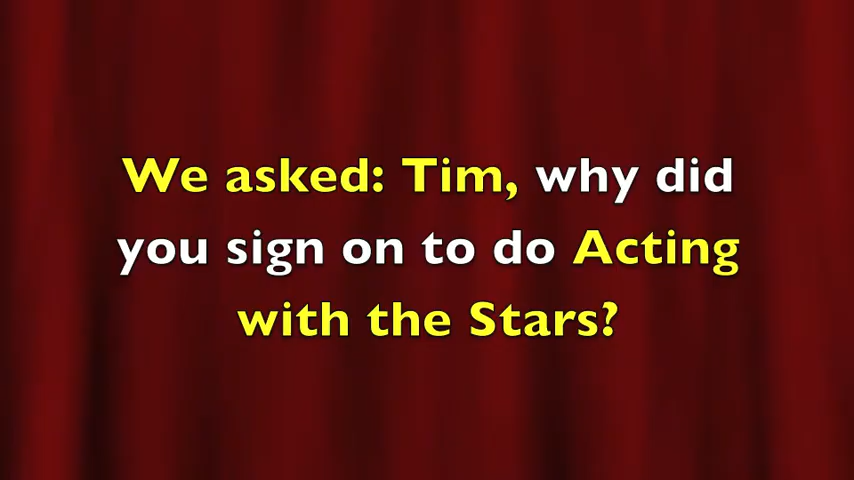 We asked: Tim, why did
you sign on to do Acting
with the Stars?